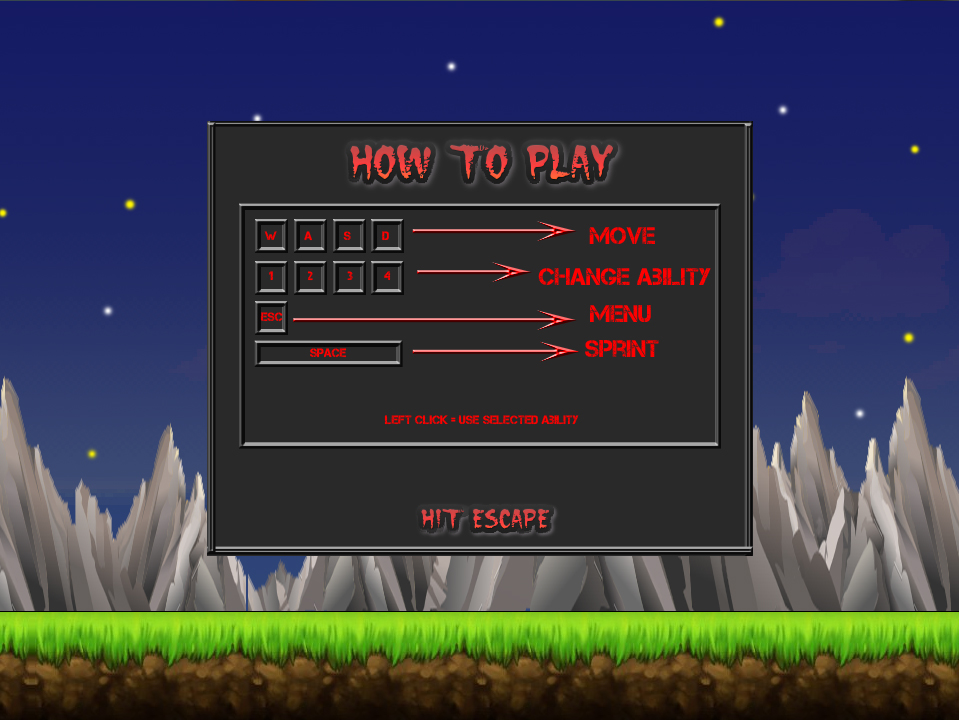 HOW TO PLAY
W A S D MOVE
1 2 3 4 CHANGE ABILITY
ESC MENU
SPACE SPRINT
LEFT CLICK = USE SELECTED ABILITY
HIT ESCAPE